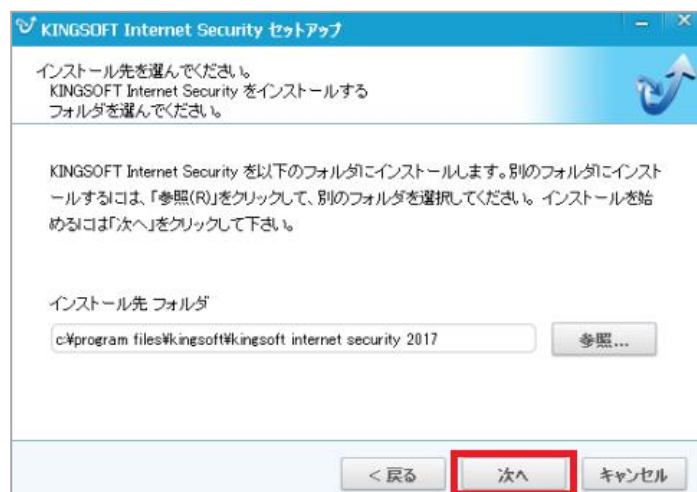 KINGSOFT Internet Security セットアップ
インストール先を選んでください。
KINGSOFT Internet Security をインストールする
フォルダを選んでください。
KINGSOFT Internet Security を以下のフォルダにインストールします。別のフォルダにインスト
ールするには、「参照(R)」をクリックして、別のフォルダを選択してください。インストールを始
めるには「次へ」をクリックして下さい。
インストール先 フォルダ
c:¥program files¥kingsoft¥kingsoft internet security 2017
参照...
< 戻る
次へ
キャンセル